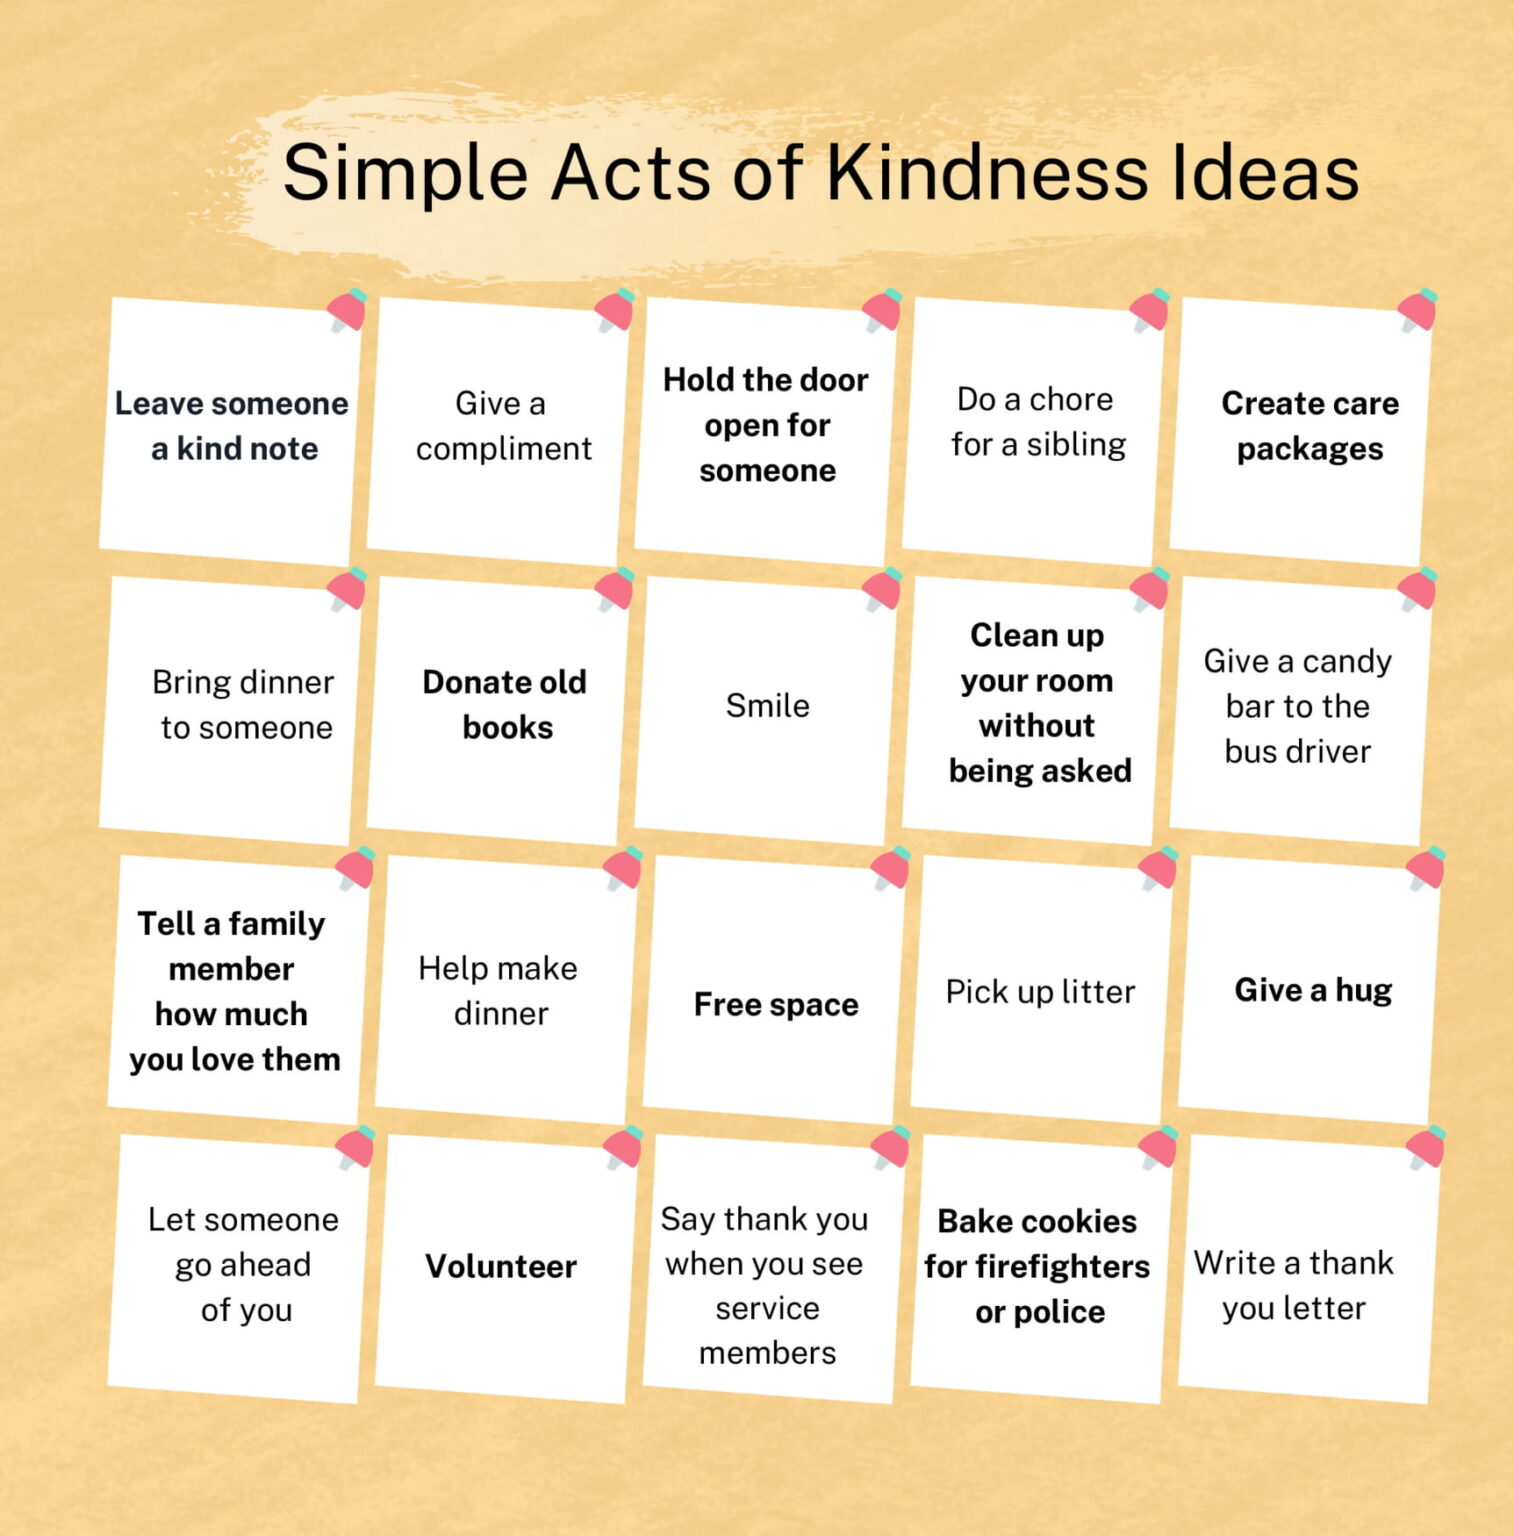 Simple Acts of Kindness Ideas
Leave someone
a kind note
Give a
compliment
Hold the door
open for
someone
Do a chore
for a sibling
Create care
packages
Bring dinner
to someone
Donate old
books
Smile
Clean up
your room
without
being asked
Give a candy
bar to the
bus driver
Tell a family
member
how much
you love them
Help make
dinner
Free space
Pick up litter
Give a hug
Let someone
go ahead
of you
Volunteer
Say thank you
when you see
service
members
Bake cookies
for firefighters
or police
Write a thank
you letter